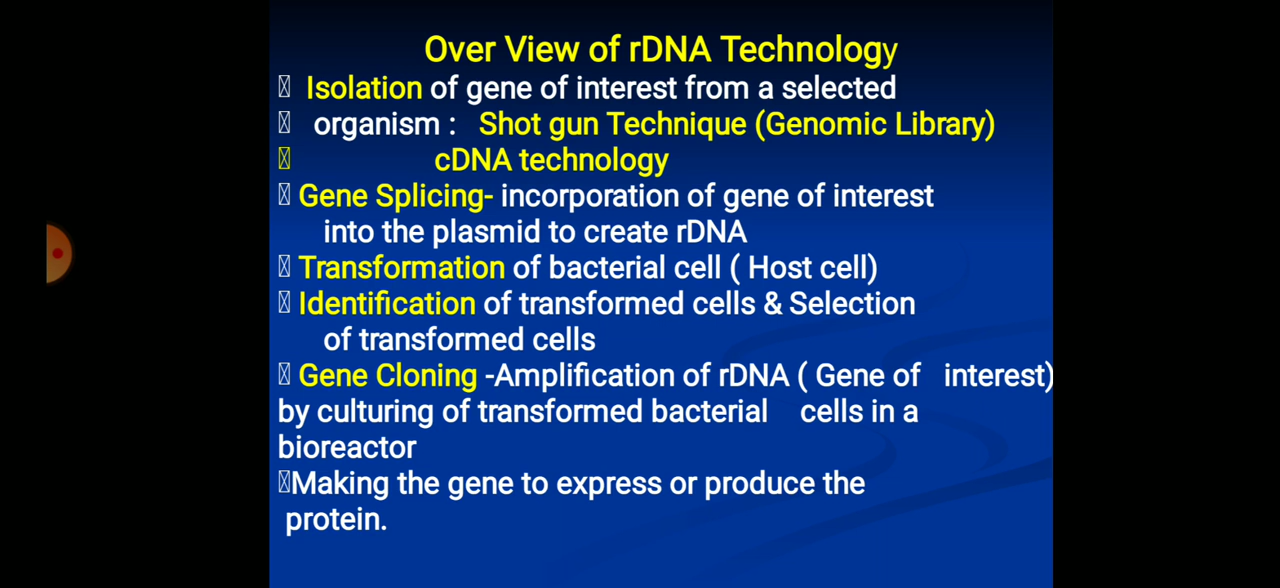 Over View of rDNA Technology
Isolation of gene of interest from a selected
organism : Shot gun Technique (Genomic Library)
cDNA technology
Gene Splicing- incorporation of gene of interest
into the plasmid to create rDNA
Transformation of bacterial cell ( Host cell)
Identification of transformed cells & Selection
of transformed cells
Gene Cloning -Amplification of rDNA ( Gene of interest)
by culturing of transformed bacterial cells in a
bioreactor
Making the gene to express or produce the
protein.